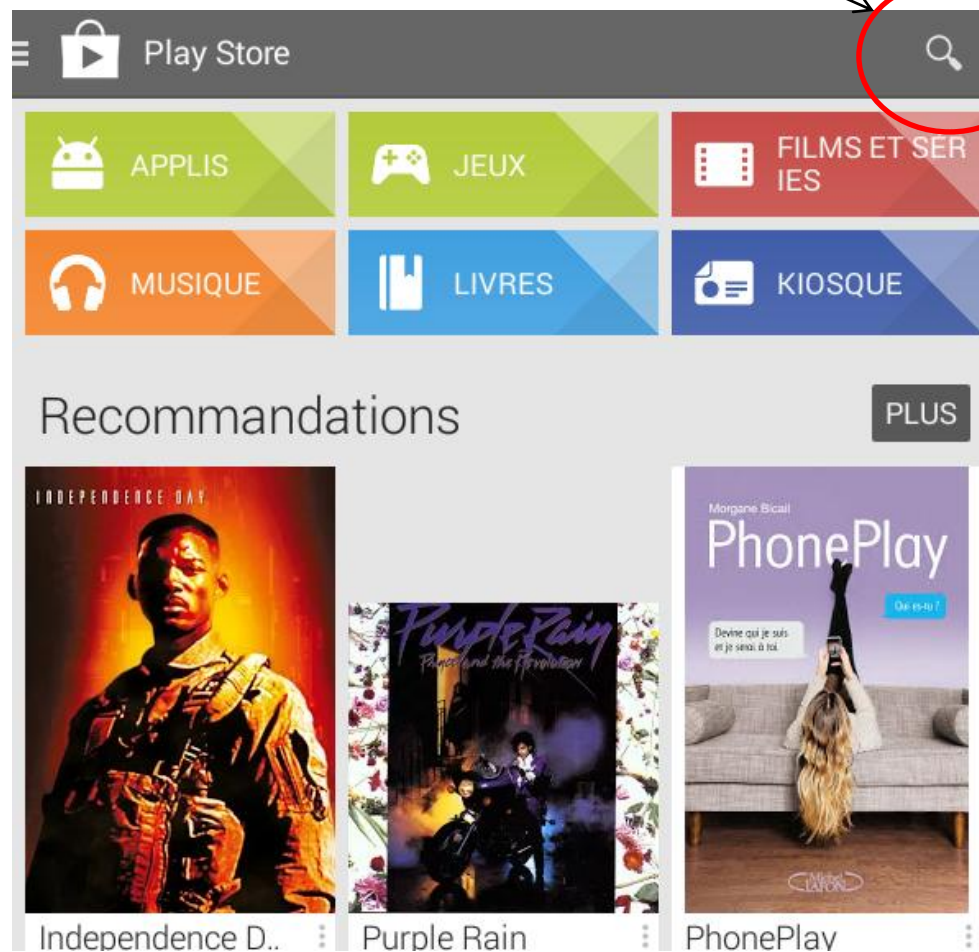 Play Store
APPLIS
JEUX
FILMS ET SÉR
IES
MUSIQUE
LIVRES
KIOSQUE
Recommandations
PLUS
INDEPENDENCE DAY
Purple Rain
Prince and the Revolution
Morgane Bicail
PhonePlay
Qui es-tu ?
Devine qui je suis
et je serai à toi.
Michel
LAFON
Independence D..
Purple Rain
PhonePlay